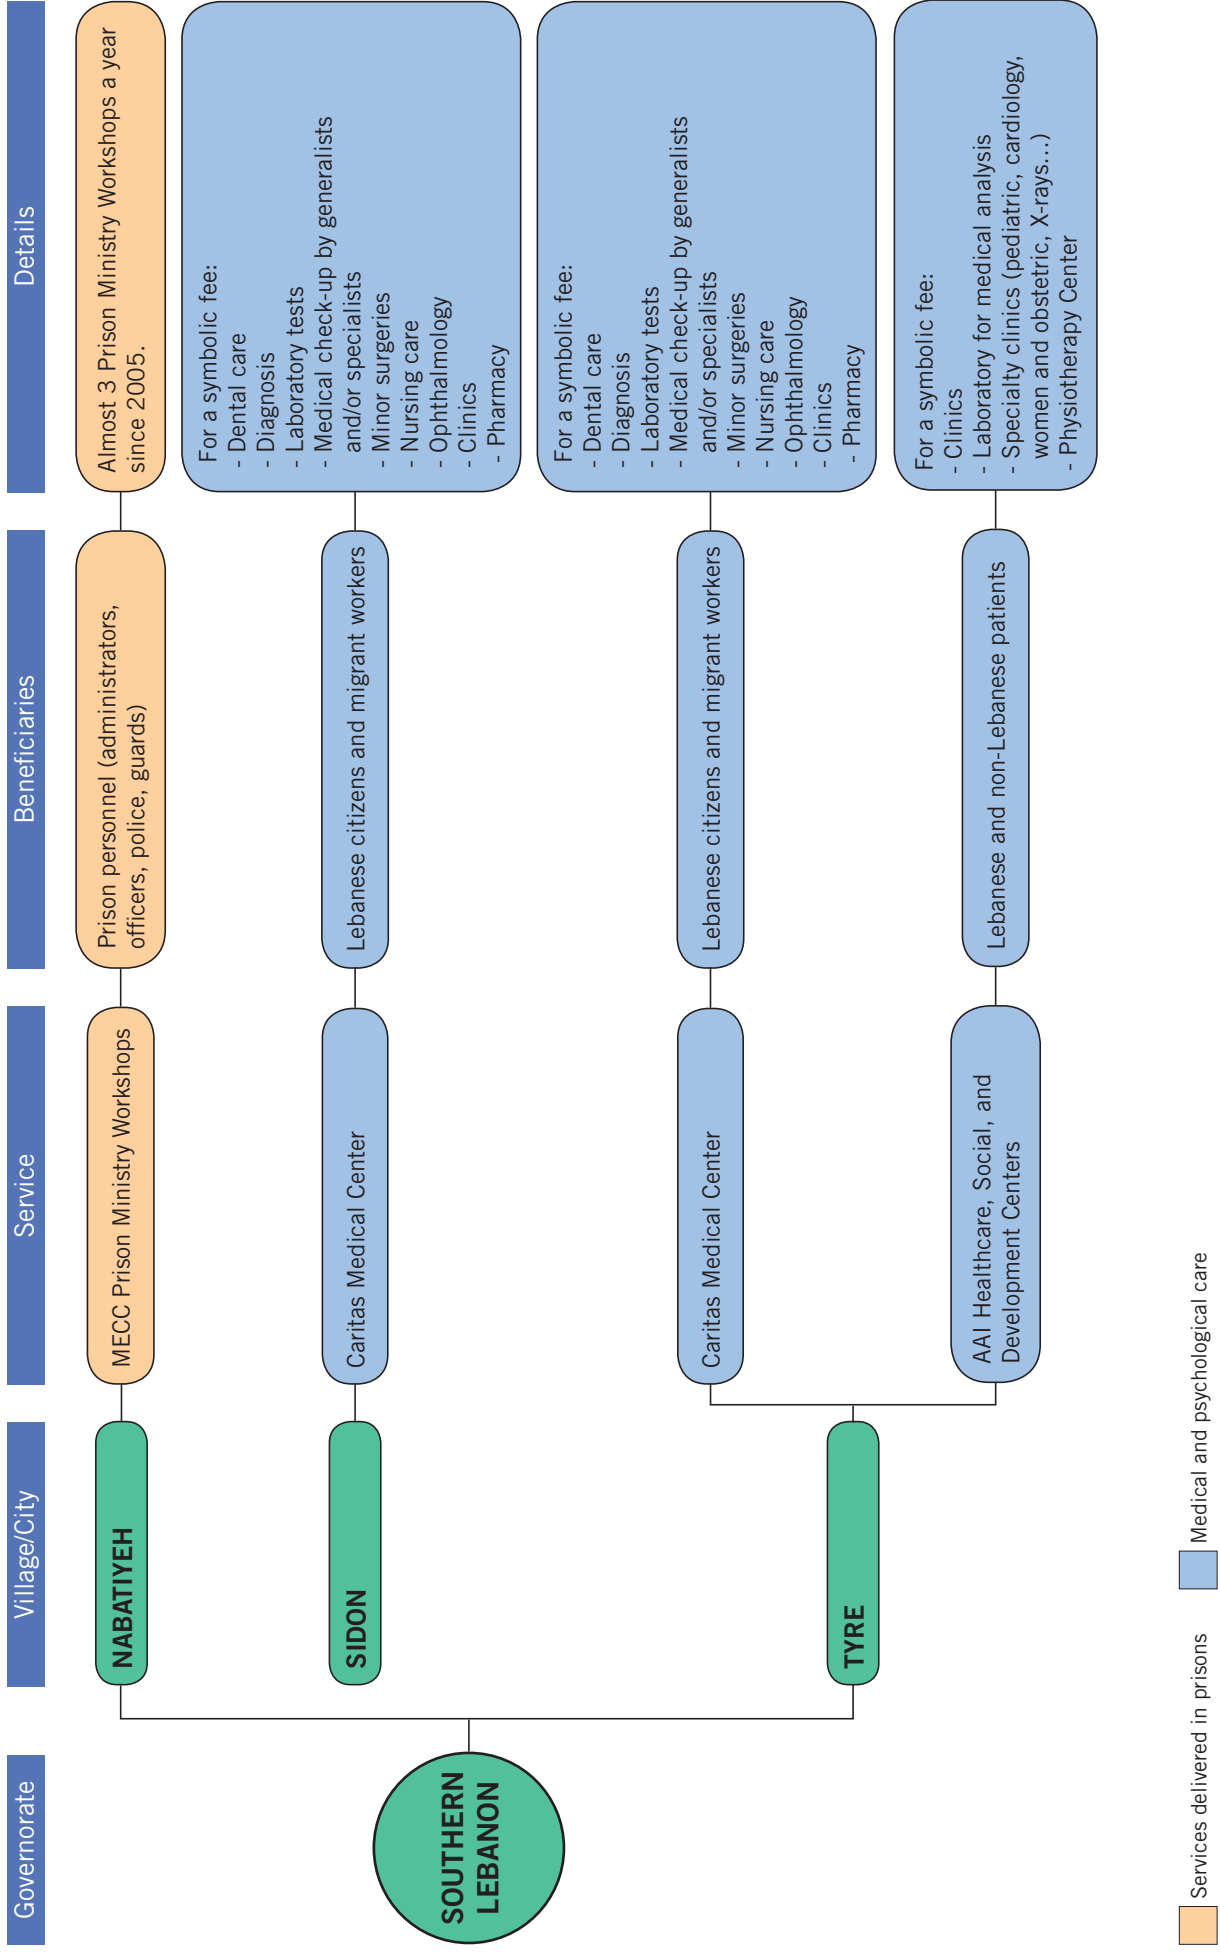 Governorate
Village/City
Service
Beneficiaries
Details
SOUTHERN
LEBANON
NABATIYEH
MECC Prison Ministry Workshops
Prison personnel (administrators,
officers, police, guards)
Almost 3 Prison Ministry Workshops a year
since 2005.
SIDON
Caritas Medical Center
Lebanese citizens and migrant workers
For a symbolic fee:
- Dental care
- Diagnosis
- Laboratory tests
- Medical check-up by generalists
and/or specialists
- Minor surgeries
- Nursing care
- Ophthalmology
- Clinics
- Pharmacy
TYRE
Caritas Medical Center
Lebanese citizens and migrant workers
For a symbolic fee:
- Dental care
- Diagnosis
- Laboratory tests
- Medical check-up by generalists
and/or specialists
- Minor surgeries
- Nursing care
- Ophthalmology
- Clinics
- Pharmacy
AAI Healthcare, Social, and
Development Centers
Lebanese and non-Lebanese patients
For a symbolic fee:
- Clinics
- Laboratory for medical analysis
- Specialty clinics (pediatric, cardiology,
women and obstetric, X-rays...)
- Physiotherapy Center
Services delivered in prisons
Medical and psychological care